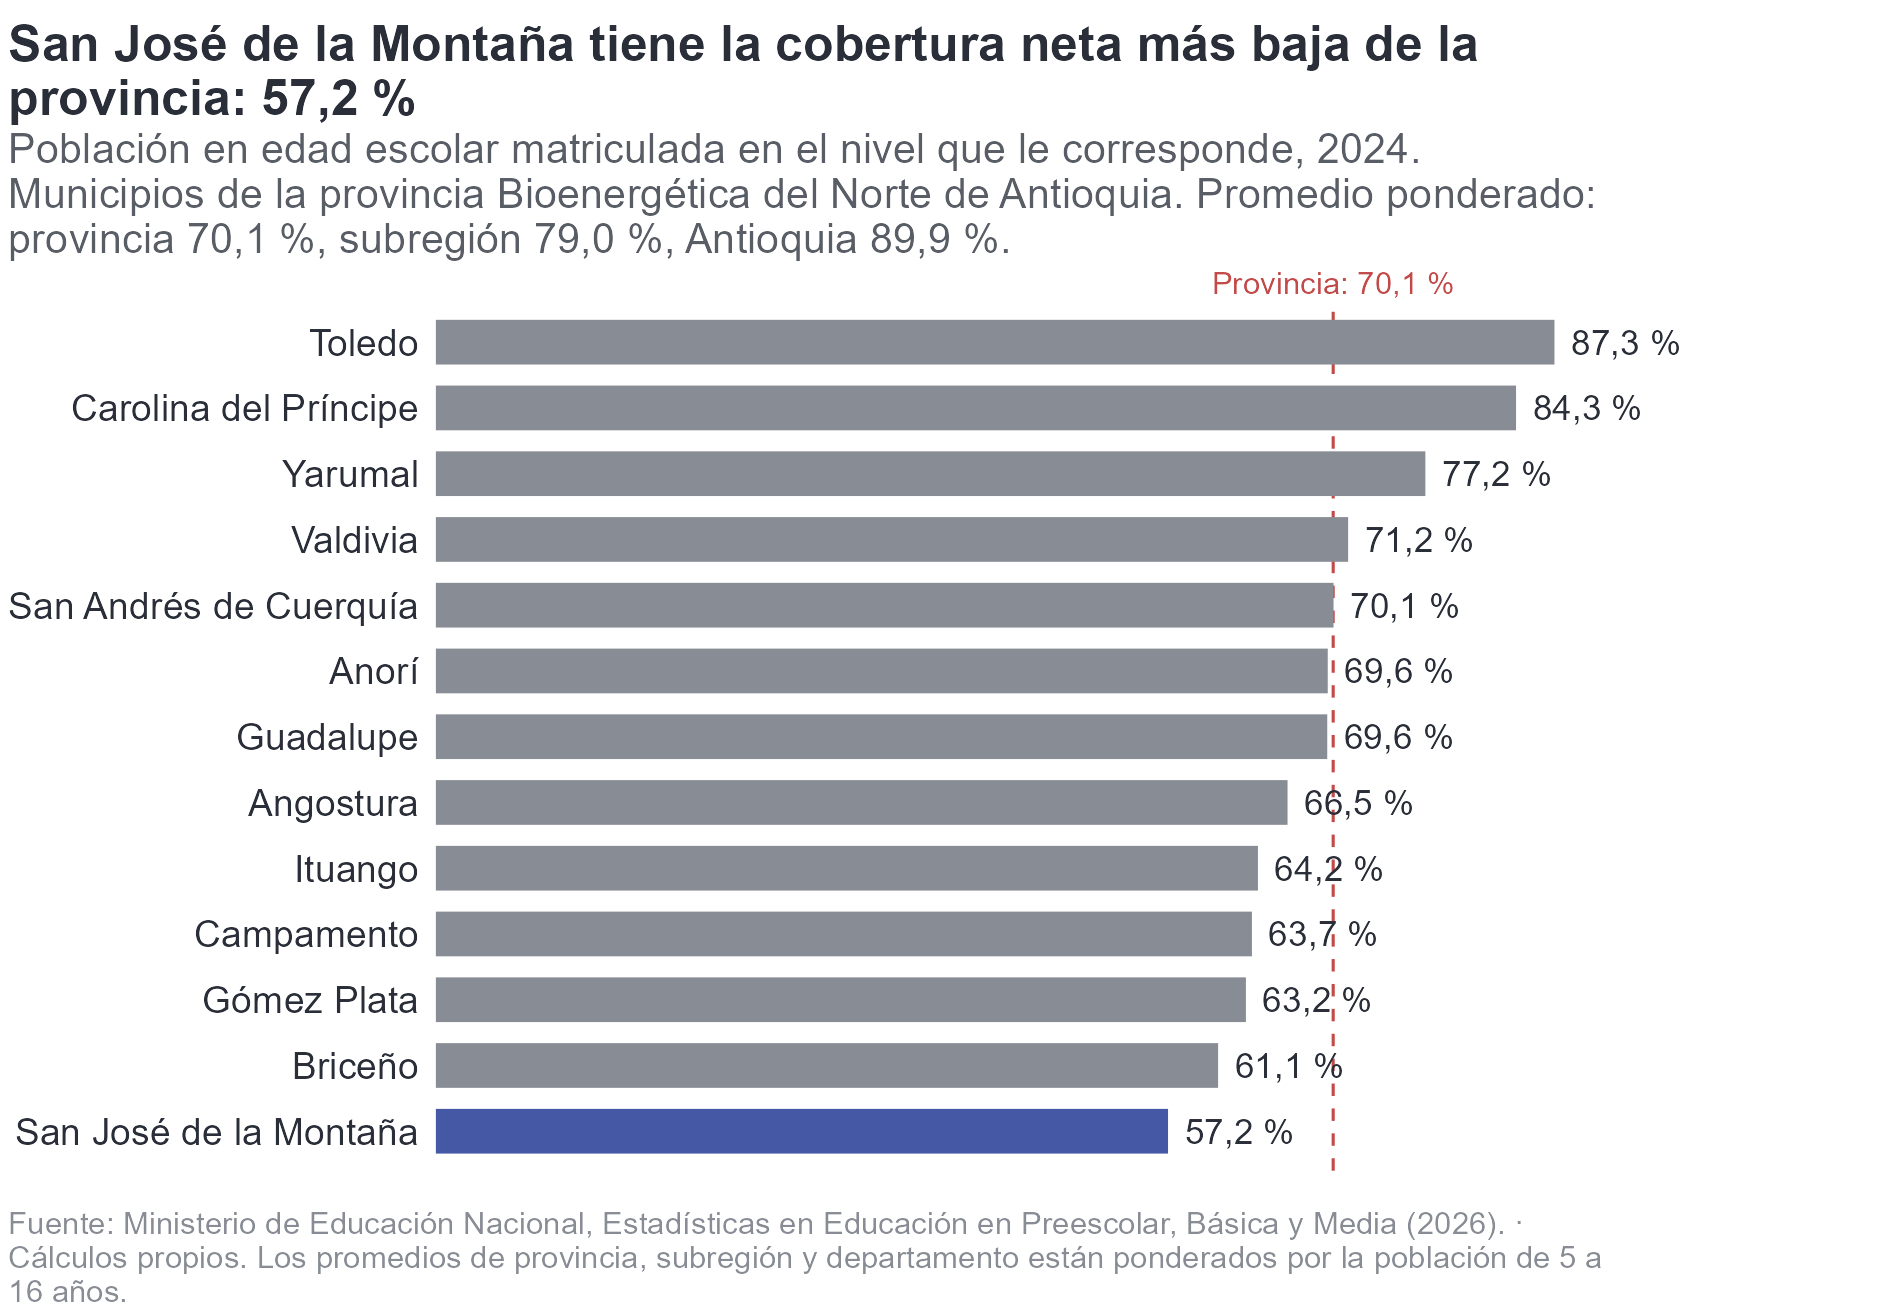 San José de la Montaña tiene la cobertura neta más baja de la
provincia: 57,2 %
Población en edad escolar matriculada en el nivel que le corresponde, 2024.
Municipios de la provincia Bioenergética del Norte de Antioquia. Promedio ponderado:
provincia 70,1 %, subregión 79,0 %, Antioquia 89,9 %.
Provincia: 70,1 %
Toledo 87,3 %
Carolina del Príncipe 84,3 %
Yarumal 77,2 %
Valdivia 71,2 %
San Andrés de Cuerquía 70,1 %
Anorí 69,6 %
Guadalupe 69,6 %
Angostura 66,5 %
Ituango 64,2 %
Campamento 63,7 %
Gómez Plata 63,2 %
Briceño 61,1 %
San José de la Montaña 57,2 %
Fuente: Ministerio de Educación Nacional, Estadísticas en Educación en Preescolar, Básica y Media (2026). ·
Cálculos propios. Los promedios de provincia, subregión y departamento están ponderados por la población de 5 a
16 años.